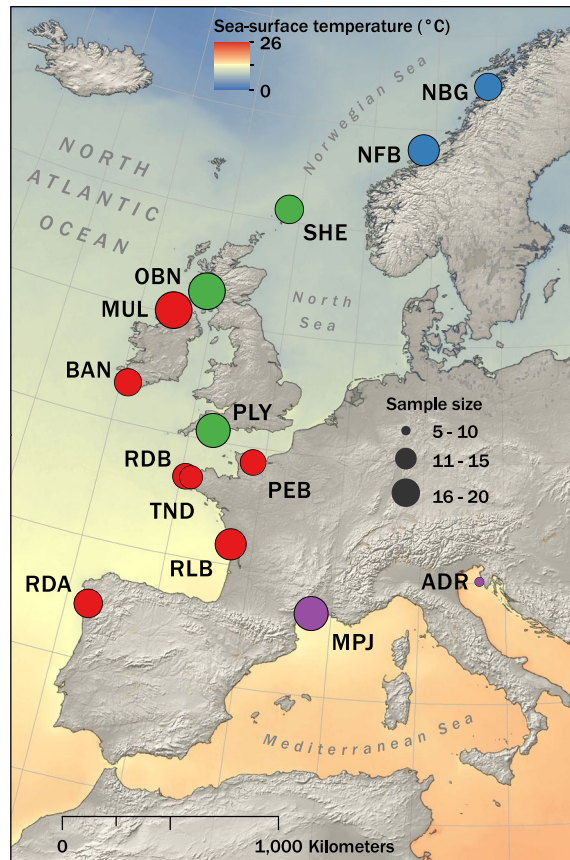 Sea-surface temperature (°C)
26
0
NBG
Norwegian Sea
NFB
NORTH
ATLANTIC
OCEAN
SHE
OBN
North
Sea
MUL
BAN
PLY
Sample size
5 - 10
11 - 15
16 - 20
RDB
PEB
TND
RLB
ADR
RDA
MPJ
Mediterranean Sea
0
1,000 Kilometers